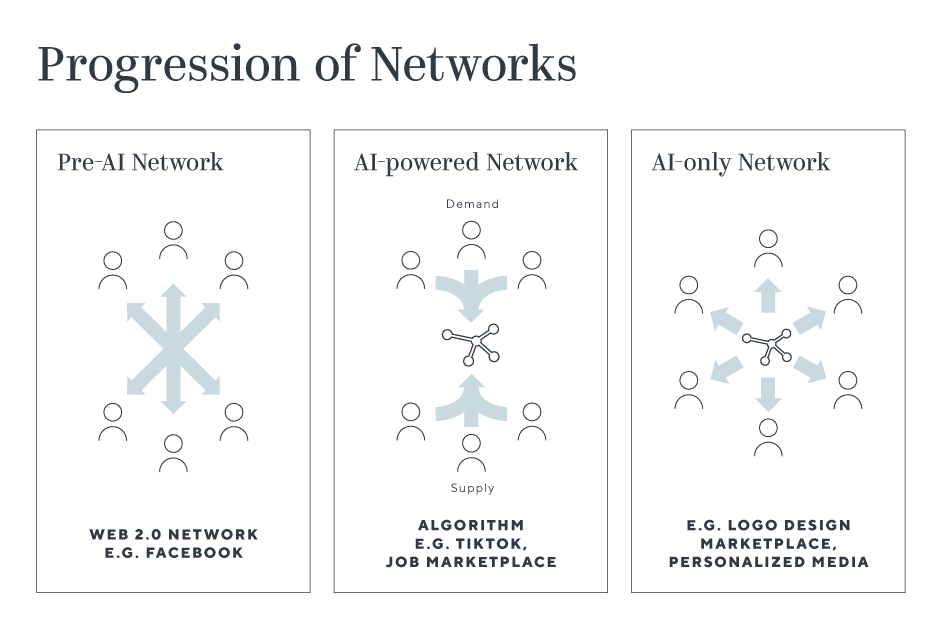 Progression of Networks
Pre-AI Network
WEB 2.0 NETWORK
E.G. FACEBOOK
AI-powered Network
Demand
Supply
ALGORITHM
E.G. TIKTOK,
JOB MARKETPLACE
AI-only Network
E.G. LOGO DESIGN
MARKETPLACE,
PERSONALIZED MEDIA